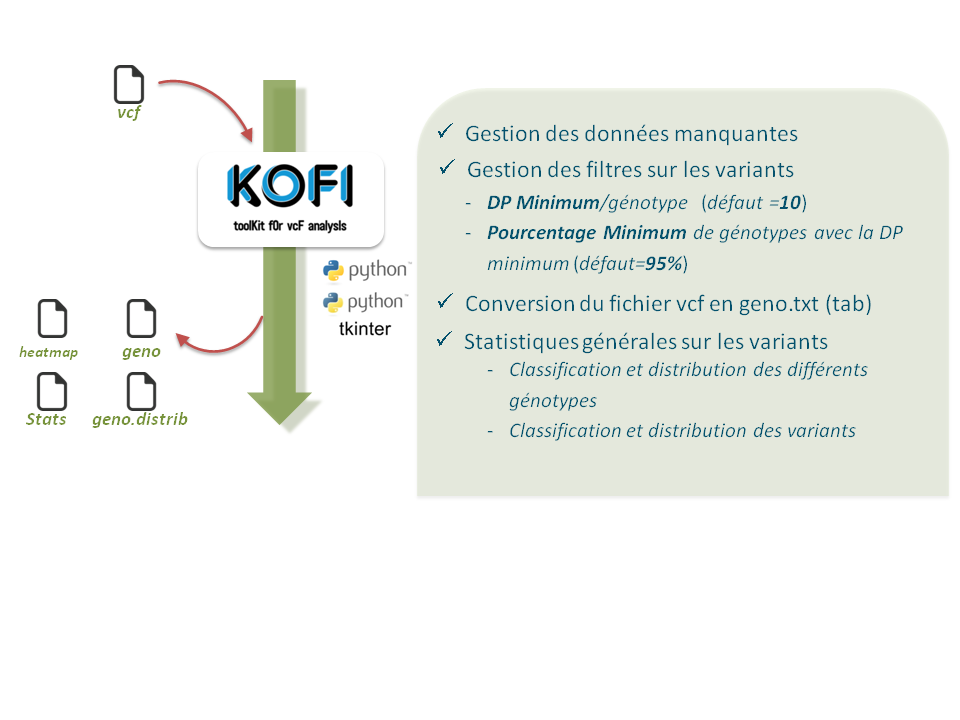 vcf
KOFI
toolKit f0r vcF analysis
python™
python™
tkinter
heatmap
geno
Stats
geno.distrib
✓ Gestion des données manquantes
✓ Gestion des filtres sur les variants
- DP Minimum/génotype (défaut =10)
- Pourcentage Minimum de génotypes avec la DP
minimum (défaut=95%)
✓ Conversion du fichier vcf en geno.txt (tab)
✓ Statistiques générales sur les variants
- Classification et distribution des différents
génotypes
- Classification et distribution des variants